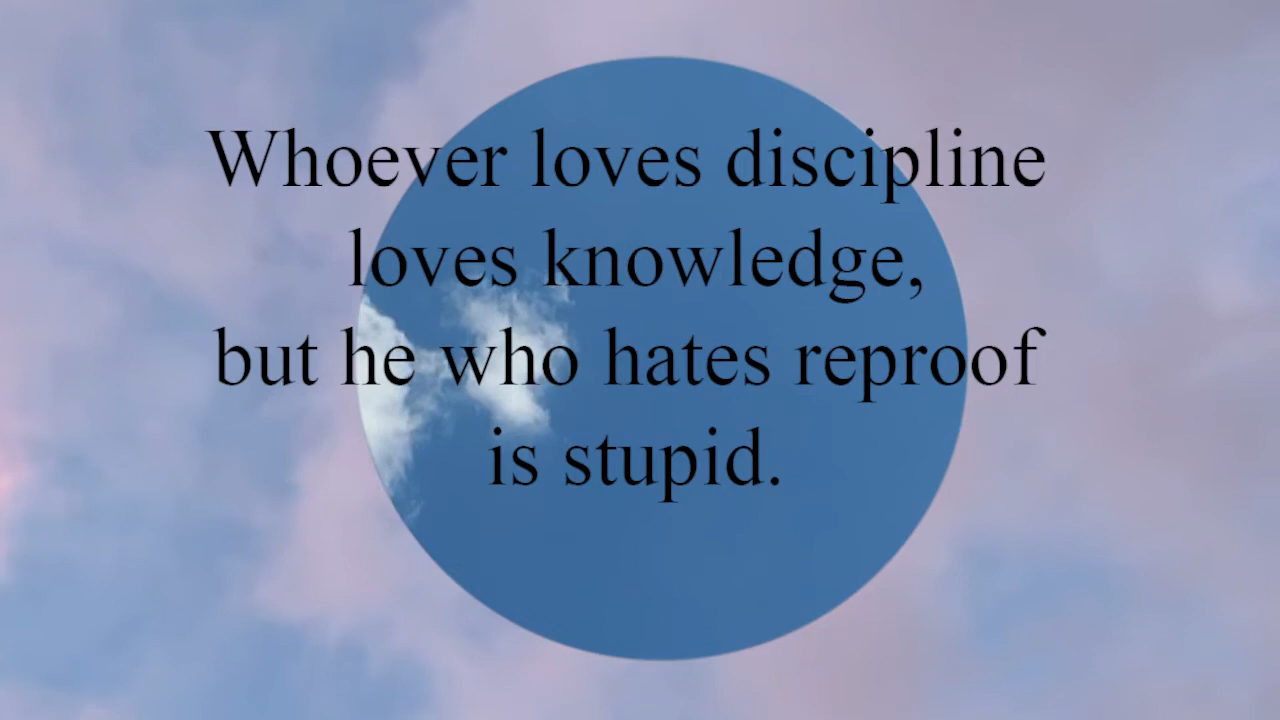 Whoever loves discipline
loves knowledge,
but he who hates reproof
is stupid.